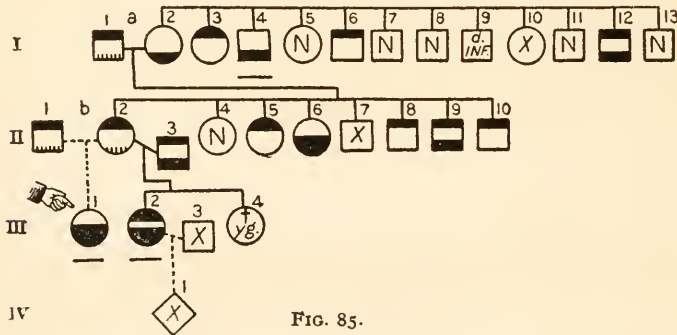 1 a 2 3 4 5 6 7 8 9 10 11 12 13
I N N N d. INF. X N N
1 b 2 3 4 5 6 7 8 9 10
II N X
1 2 3 4
III X yg.
1
IV X
FIG. 85.